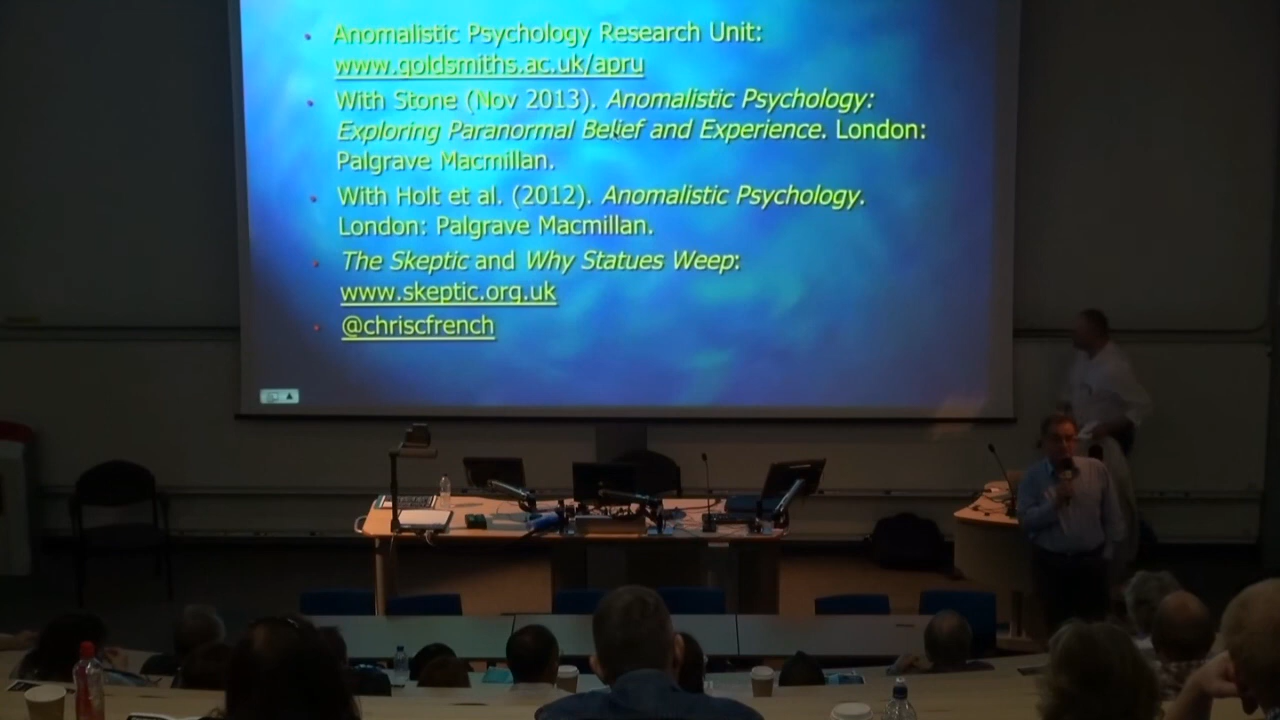 Anomalistic Psychology Research Unit:
www.goldsmiths.ac.uk/apru
With Stone (Nov 2013). Anomalistic Psychology:
Exploring Paranormal Belief and Experience. London:
Palgrave Macmillan.
With Holt et al. (2012). Anomalistic Psychology.
London: Palgrave Macmillan.
The Skeptic and Why Statues Weep:
www.skeptic.org.uk
@chriscfrench